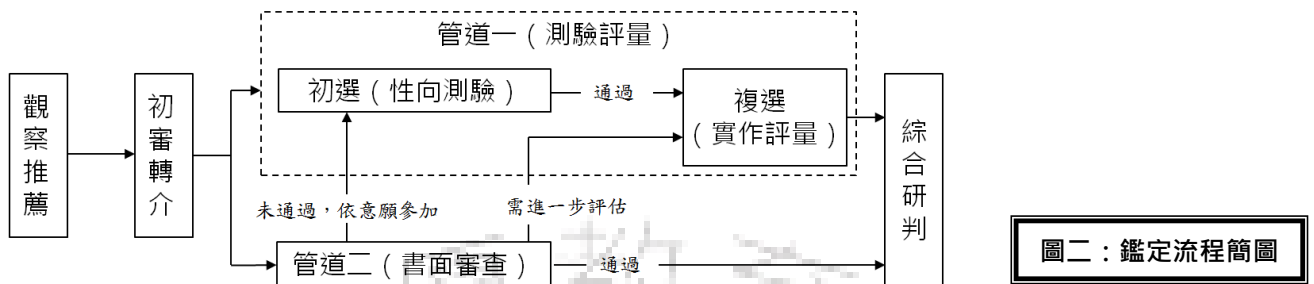 管道一（測驗評量）
觀察推薦
初審轉介
初選（性向測驗）
通過
複選
（實作評量）
綜合研判
未通過，依意願參加
需進一步評估
管道二（書面審查）
通過
圖二：鑑定流程簡圖